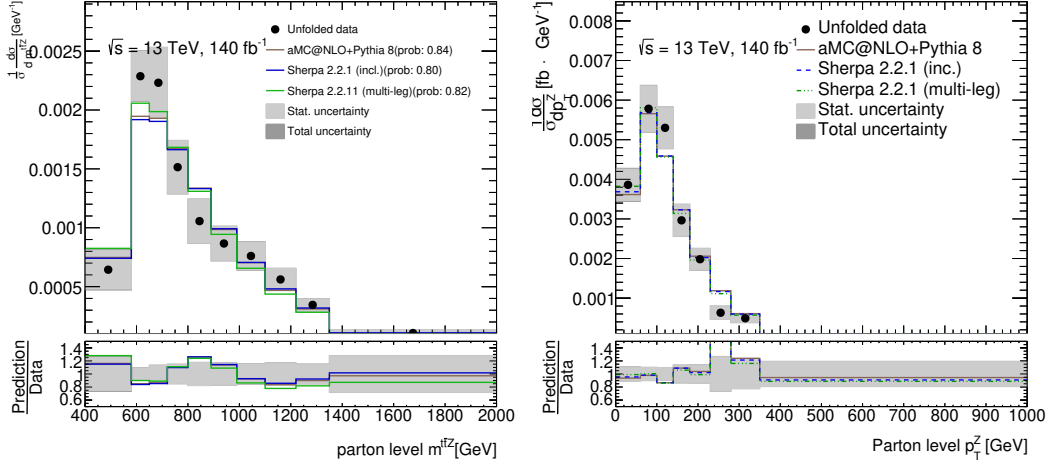 1/σ dσ/d m^tt̄Z [GeV⁻¹]
√s = 13 TeV, 140 fb⁻¹
Unfolded data
aMC@NLO+Pythia 8(prob: 0.84)
Sherpa 2.2.1 (incl.)(prob: 0.80)
Sherpa 2.2.11 (multi-leg)(prob: 0.82)
Stat. uncertainty
Total uncertainty
0.0025
0.002
0.0015
0.001
0.0005
Prediction
Data
1.4
1.2
1
0.8
0.6
400 600 800 1000 1200 1400 1600 1800 2000
parton level m^tt̄Z[GeV]
1/σ dσ/dp_T^Z [fb · GeV⁻¹]
√s = 13 TeV, 140 fb⁻¹
Unfolded data
aMC@NLO+Pythia 8
Sherpa 2.2.1 (inc.)
Sherpa 2.2.1 (multi-leg)
Stat. uncertainty
Total uncertainty
0.008
0.007
0.006
0.005
0.004
0.003
0.002
0.001
Prediction
Data
1.4
1.2
1
0.8
0.6
0 100 200 300 400 500 600 700 800 900 1000
Parton level p_T^Z [GeV]